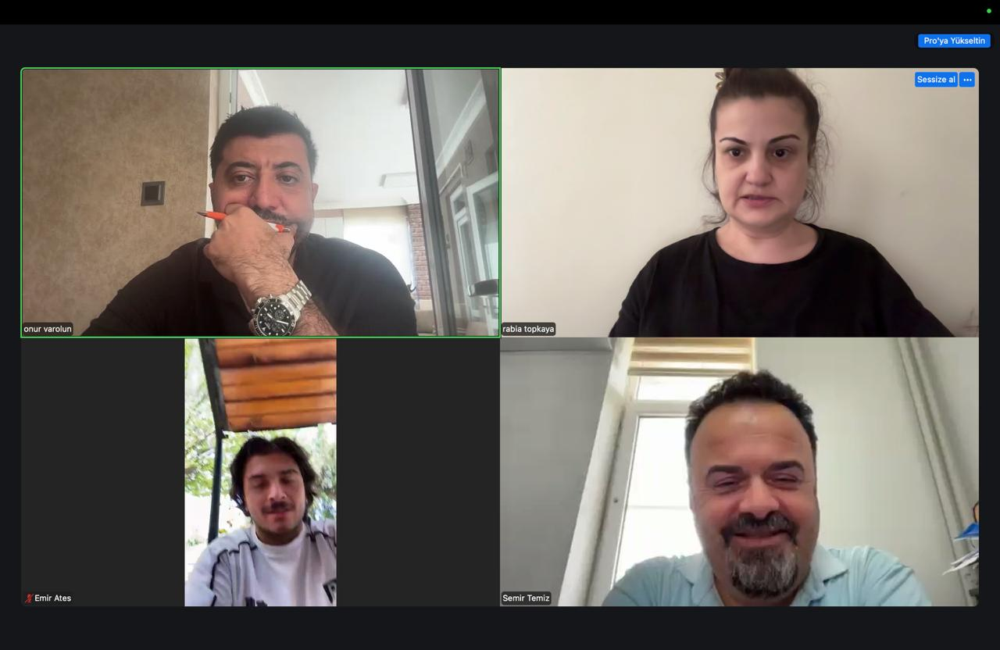 Pro'ya Yükseltin
Sessize al
onur varolun
rabia topkaya
Emir Ates
Semir Temiz